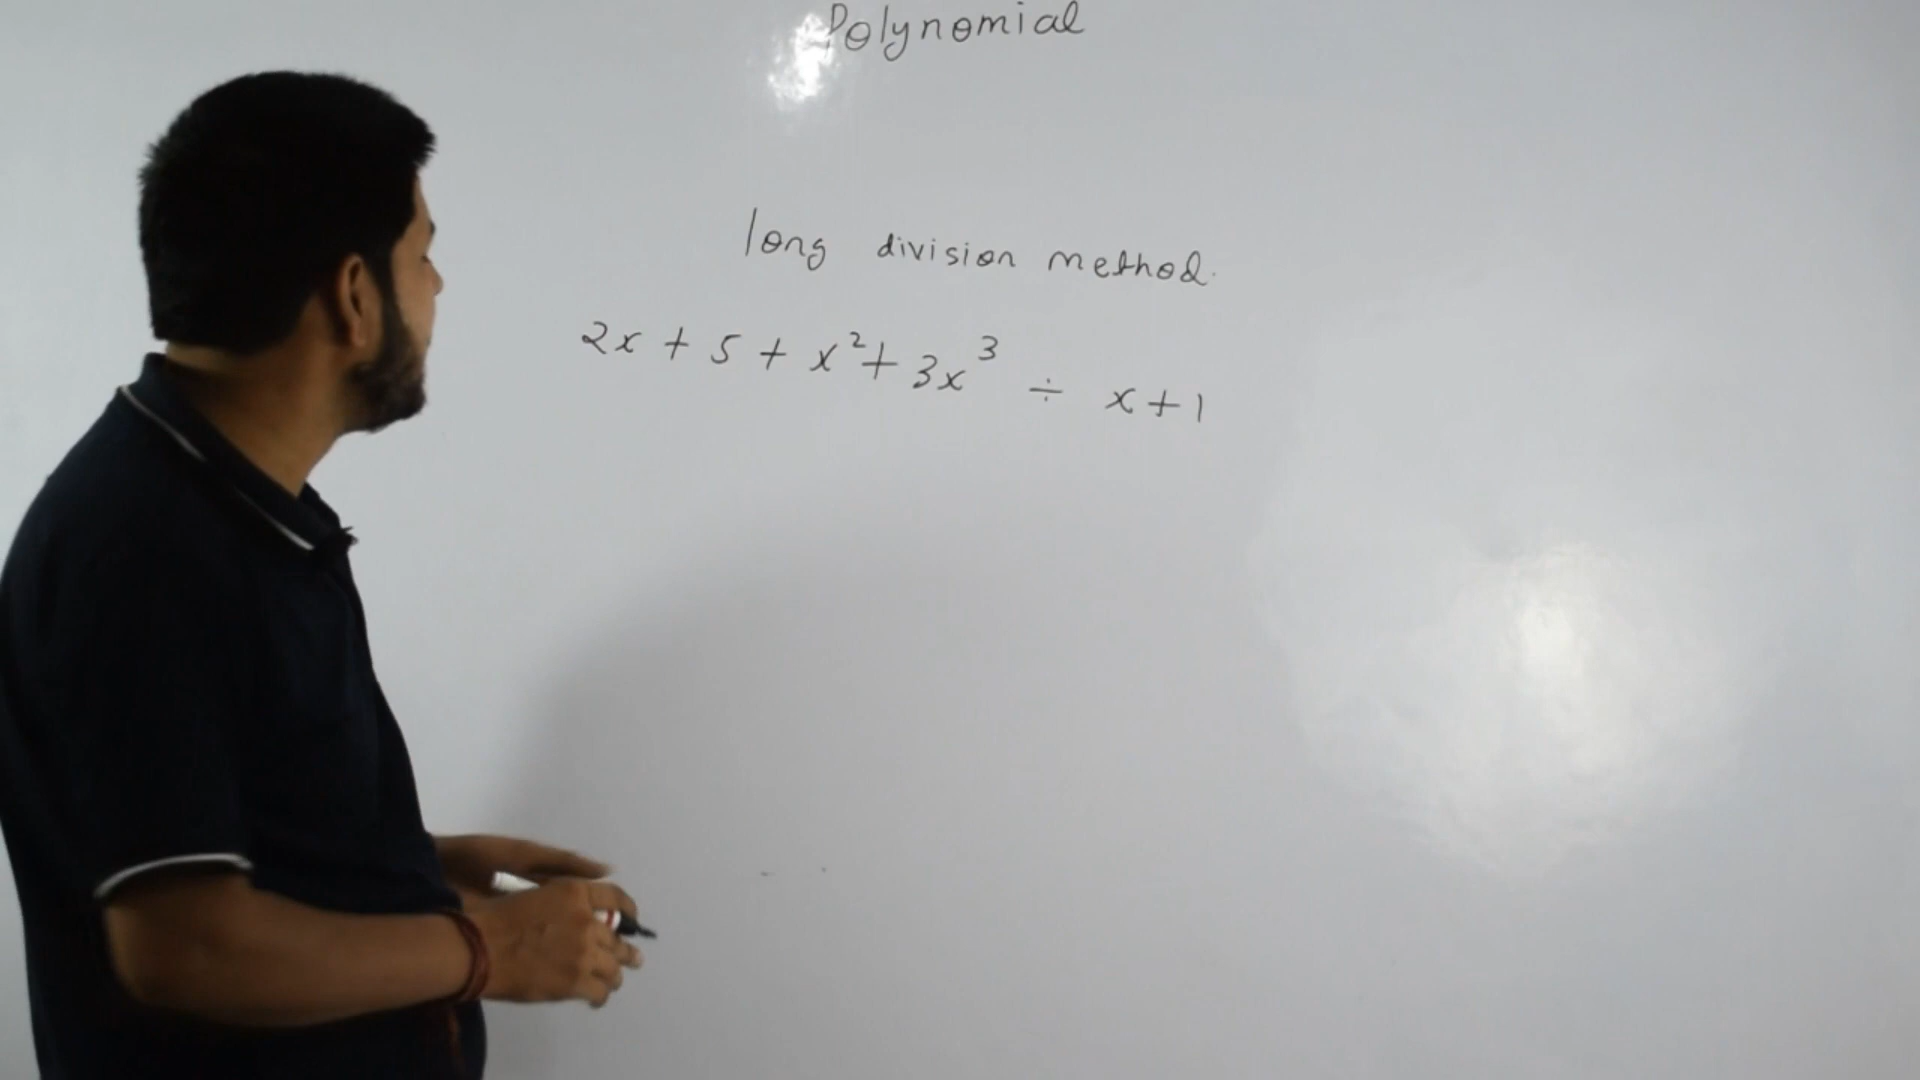 Polynomial
long division method.
2x + 5 + x² + 3x³ ÷ x + 1